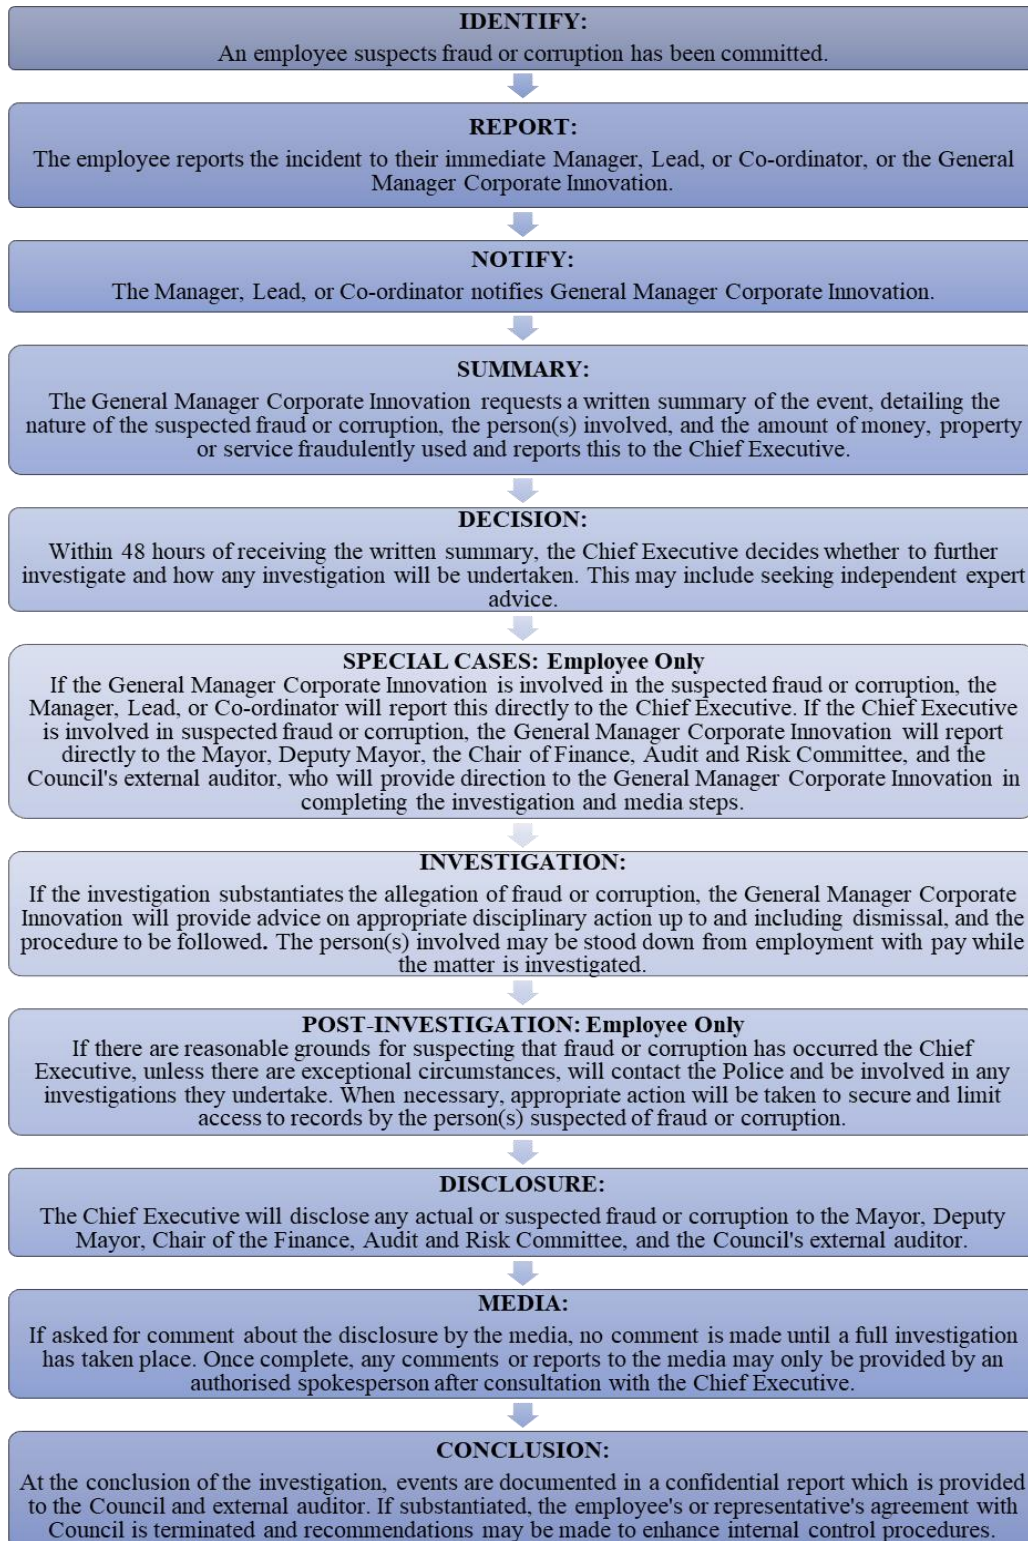 IDENTIFY:
An employee suspects fraud or corruption has been committed.
REPORT:
The employee reports the incident to their immediate Manager, Lead, or Co-ordinator, or the General
Manager Corporate Innovation.
NOTIFY:
The Manager, Lead, or Co-ordinator notifies General Manager Corporate Innovation.
SUMMARY:
The General Manager Corporate Innovation requests a written summary of the event, detailing the
nature of the suspected fraud or corruption, the person(s) involved, and the amount of money, property
or service fraudulently used and reports this to the Chief Executive.
DECISION:
Within 48 hours of receiving the written summary, the Chief Executive decides whether to further
investigate and how any investigation will be undertaken. This may include seeking independent expert
advice.
SPECIAL CASES: Employee Only
If the General Manager Corporate Innovation is involved in the suspected fraud or corruption, the
Manager, Lead, or Co-ordinator will report this directly to the Chief Executive. If the Chief Executive
is involved in suspected fraud or corruption, the General Manager Corporate Innovation will report
directly to the Mayor, Deputy Mayor, the Chair of Finance, Audit and Risk Committee, and the
Council's external auditor, who will provide direction to the General Manager Corporate Innovation in
completing the investigation and media steps.
INVESTIGATION:
If the investigation substantiates the allegation of fraud or corruption, the General Manager Corporate
Innovation will provide advice on appropriate disciplinary action up to and including dismissal, and the
procedure to be followed. The person(s) involved may be stood down from employment with pay while
the matter is investigated.
POST-INVESTIGATION: Employee Only
If there are reasonable grounds for suspecting that fraud or corruption has occurred the Chief
Executive, unless there are exceptional circumstances, will contact the Police and be involved in any
investigations they undertake. When necessary, appropriate action will be taken to secure and limit
access to records by the person(s) suspected of fraud or corruption.
DISCLOSURE:
The Chief Executive will disclose any actual or suspected fraud or corruption to the Mayor, Deputy
Mayor, Chair of the Finance, Audit and Risk Committee, and the Council's external auditor.
MEDIA:
If asked for comment about the disclosure by the media, no comment is made until a full investigation
has taken place. Once complete, any comments or reports to the media may only be provided by an
authorised spokesperson after consultation with the Chief Executive.
CONCLUSION:
At the conclusion of the investigation, events are documented in a confidential report which is provided
to the Council and external auditor. If substantiated, the employee's or representative's agreement with
Council is terminated and recommendations may be made to enhance internal control procedures.